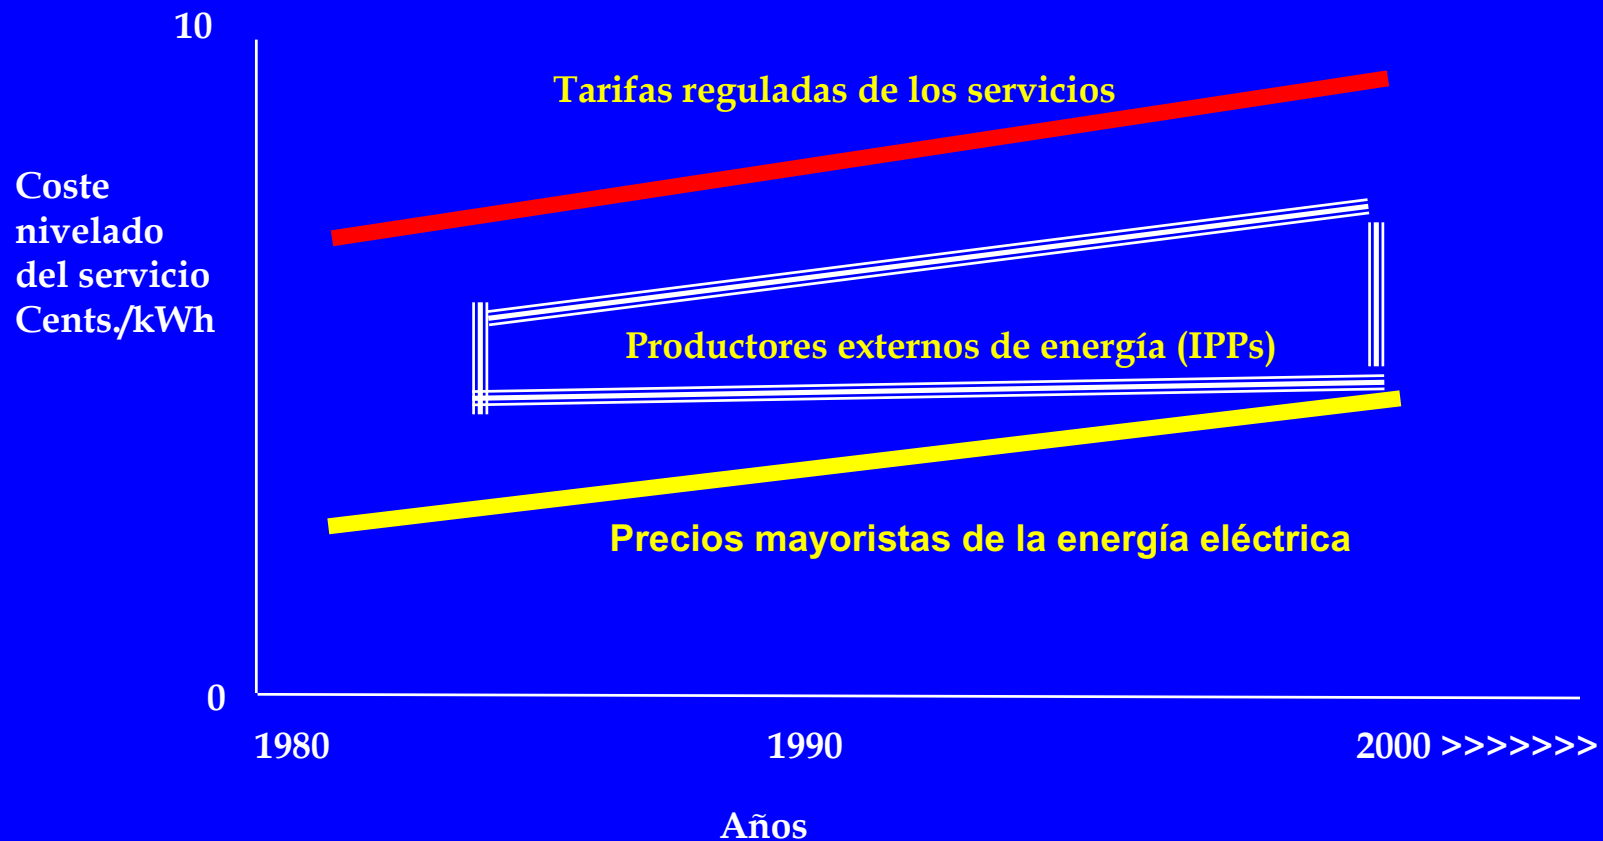 10
Tarifas reguladas de los servicios
Coste
nivelado
del servicio
Cents./kWh
Productores externos de energía (IPPs)
Precios mayoristas de la energía eléctrica
0
1980 1990 2000 >>>>>>>
Años